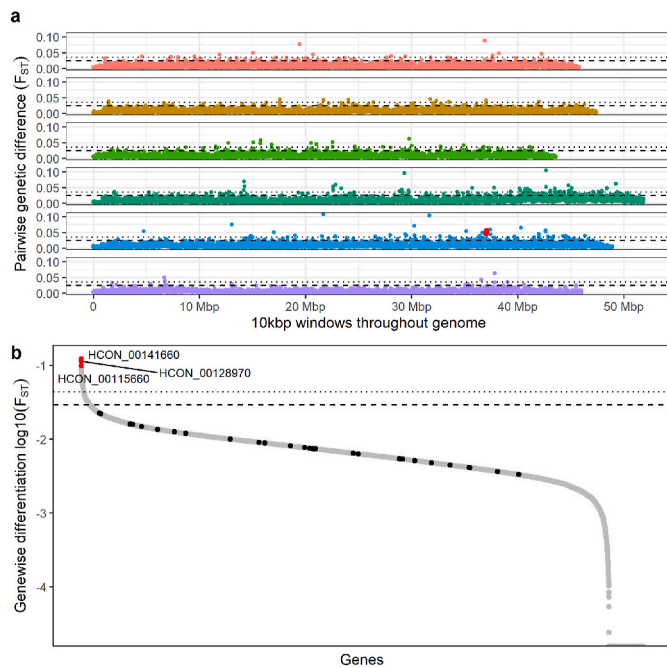 a
Pairwise genetic difference (FST)
0.10
0.05
0.00
0.10
0.05
0.00
0.10
0.05
0.00
0.10
0.05
0.00
0.10
0.05
0.00
0.10
0.05
0.00
0 10 Mbp 20 Mbp 30 Mbp 40 Mbp 50 Mbp
10kbp windows throughout genome
b
Genewise differentiation log10(FST)
-1
-2
-3
-4
HCON_00141660
HCON_00128970
HCON_00115660
Genes